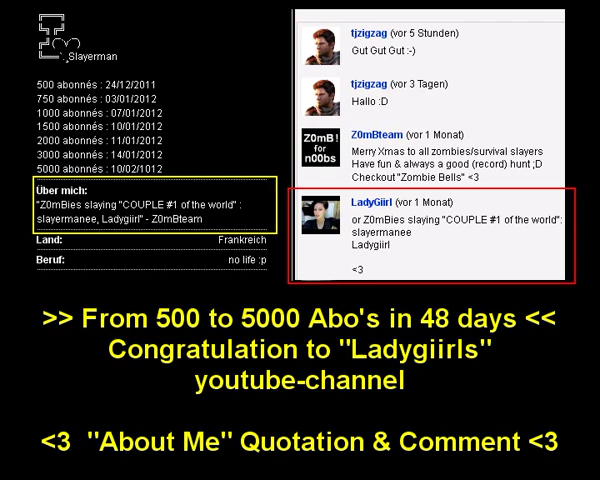 Slayerman
500 abonnés : 24/12/2011
750 abonnés : 03/01/2012
1000 abonnés : 07/01/2012
1500 abonnés : 10/01/2012
2000 abonnés : 11/01/2012
3000 abonnés : 14/01/2012
5000 abonnés : 10/02/1012
Über mich:
"Z0mBies slaying "COUPLE #1 of the world" :
slayermanee, Ladygiirl" - Z0mBteam
Land: Frankreich
Beruf: no life :p
tjzigzag (vor 5 Stunden)
Gut Gut Gut :-)
tjzigzag (vor 3 Tagen)
Hallo :D
Z0mB!
for
n00bs
Z0mBteam (vor 1 Monat)
Merry Xmas to all zombies/survival slayers
Have fun & always a good (record) hunt ;D
Checkout "Zombie Bells" <3
LadyGiirl (vor 1 Monat)
or Z0mBies slaying "COUPLE #1 of the world":
slayermanee
Ladygiirl
<3
>> From 500 to 5000 Abo's in 48 days <<
Congratulation to "Ladygiirls"
youtube-channel
<3 "About Me" Quotation & Comment <3